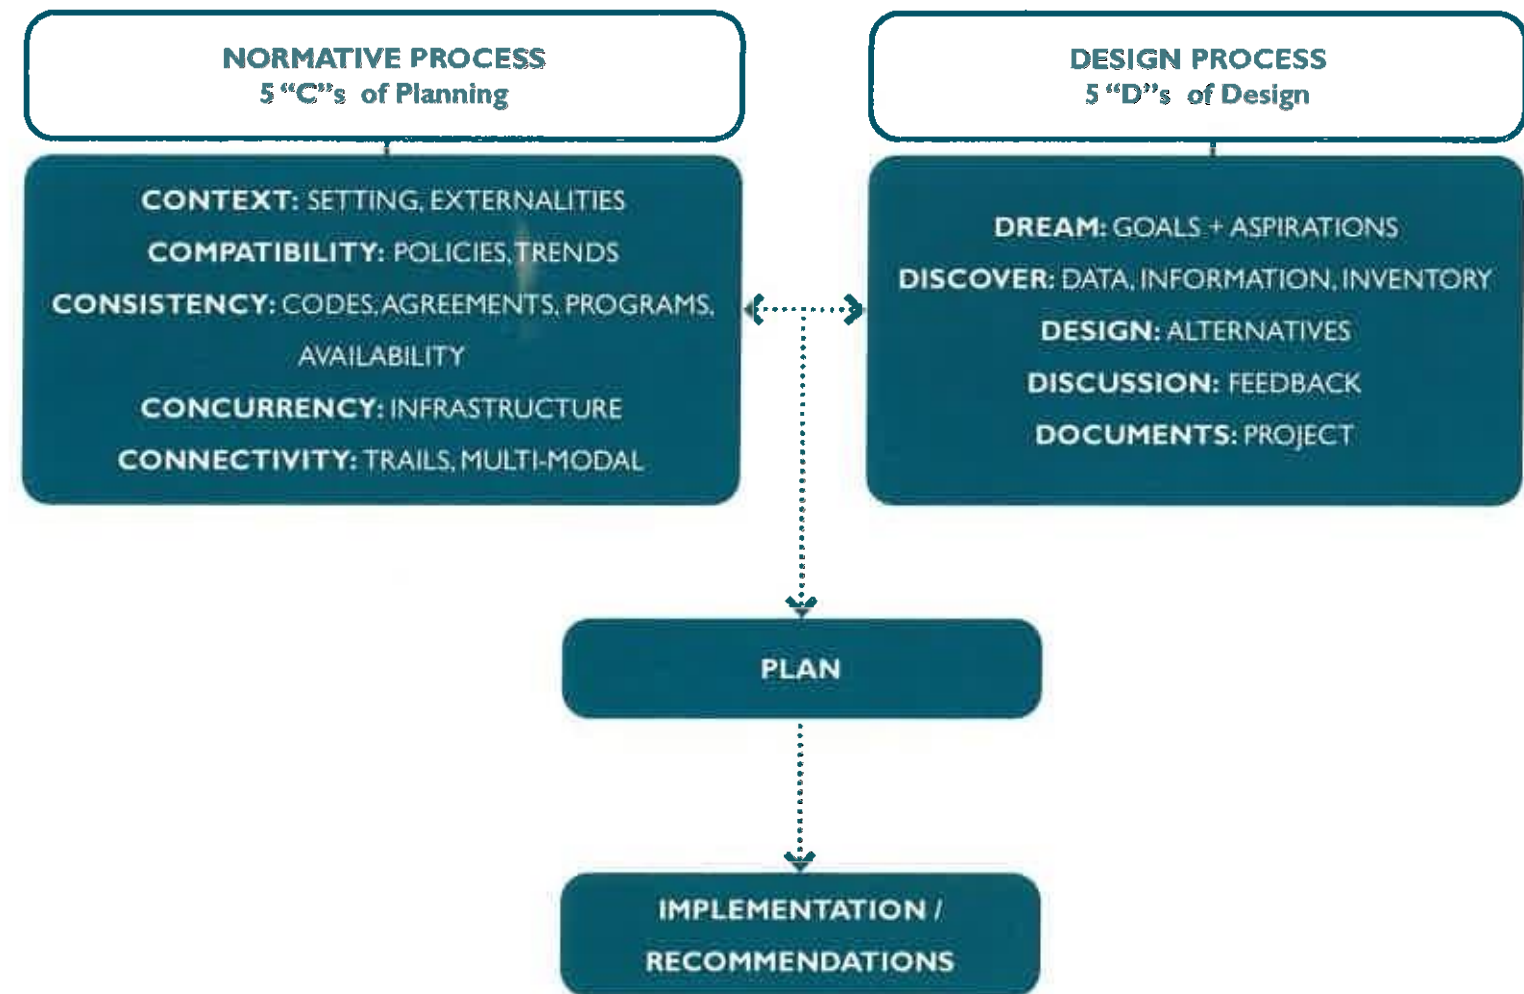 NORMATIVE PROCESS
5 “C”s of Planning
CONTEXT: SETTING, EXTERNALITIES
COMPATIBILITY: POLICIES, TRENDS
CONSISTENCY: CODES, AGREEMENTS, PROGRAMS,
AVAILABILITY
CONCURRENCY: INFRASTRUCTURE
CONNECTIVITY: TRAILS, MULTI-MODAL
DESIGN PROCESS
5 “D”s of Design
DREAM: GOALS + ASPIRATIONS
DISCOVER: DATA, INFORMATION, INVENTORY
DESIGN: ALTERNATIVES
DISCUSSION: FEEDBACK
DOCUMENTS: PROJECT
PLAN
IMPLEMENTATION /
RECOMMENDATIONS